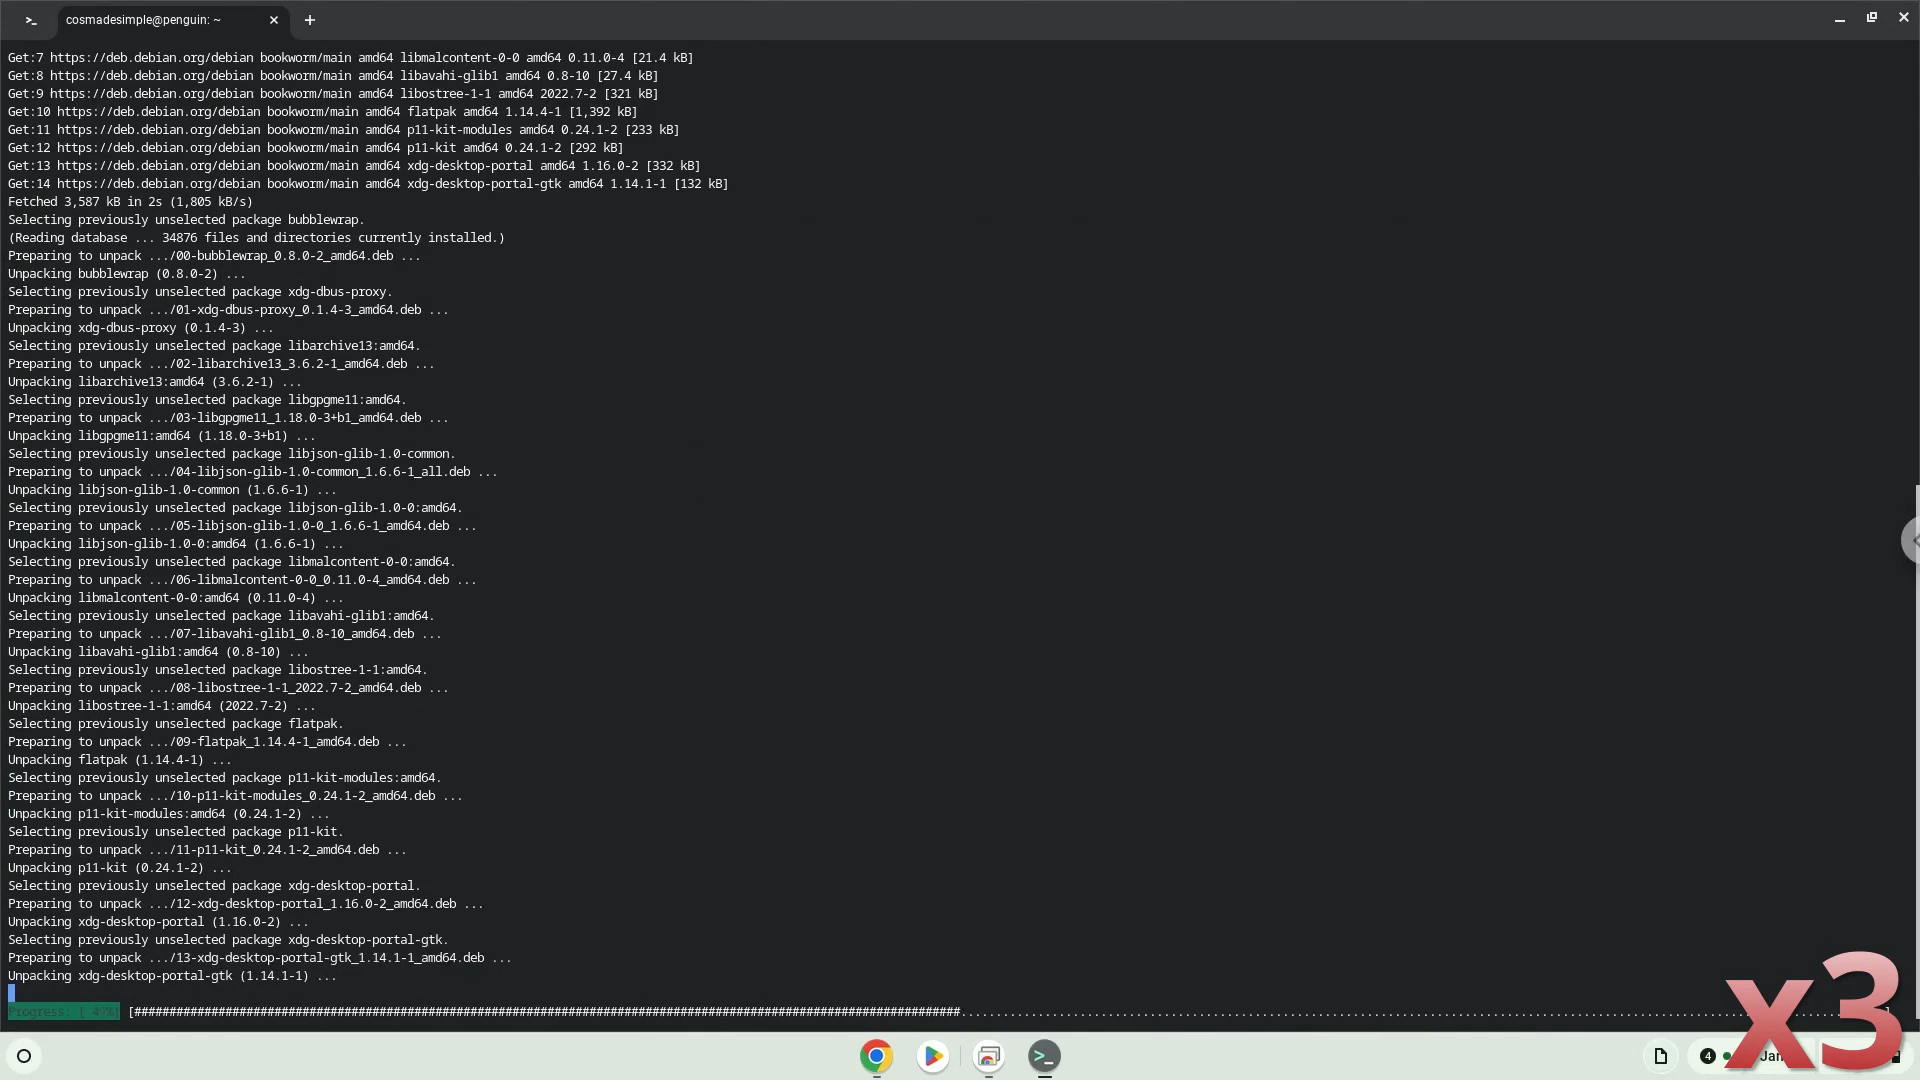 cosmadesimple@penguin: ~
Get:7 https://deb.debian.org/debian bookworm/main amd64 libmalcontent-0-0 amd64 0.11.0-4 [21.4 kB]
Get:8 https://deb.debian.org/debian bookworm/main amd64 libavahi-glib1 amd64 0.8-10 [27.4 kB]
Get:9 https://deb.debian.org/debian bookworm/main amd64 libostree-1-1 amd64 2022.7-2 [321 kB]
Get:10 https://deb.debian.org/debian bookworm/main amd64 flatpak amd64 1.14.4-1 [1,392 kB]
Get:11 https://deb.debian.org/debian bookworm/main amd64 p11-kit-modules amd64 0.24.1-2 [233 kB]
Get:12 https://deb.debian.org/debian bookworm/main amd64 p11-kit amd64 0.24.1-2 [292 kB]
Get:13 https://deb.debian.org/debian bookworm/main amd64 xdg-desktop-portal amd64 1.16.0-2 [332 kB]
Get:14 https://deb.debian.org/debian bookworm/main amd64 xdg-desktop-portal-gtk amd64 1.14.1-1 [132 kB]
Fetched 3,587 kB in 2s (1,805 kB/s)
Selecting previously unselected package bubblewrap.
(Reading database ... 34876 files and directories currently installed.)
Preparing to unpack .../00-bubblewrap_0.8.0-2_amd64.deb ...
Unpacking bubblewrap (0.8.0-2) ...
Selecting previously unselected package xdg-dbus-proxy.
Preparing to unpack .../01-xdg-dbus-proxy_0.1.4-3_amd64.deb ...
Unpacking xdg-dbus-proxy (0.1.4-3) ...
Selecting previously unselected package libarchive13:amd64.
Preparing to unpack .../02-libarchive13_3.6.2-1_amd64.deb ...
Unpacking libarchive13:amd64 (3.6.2-1) ...
Selecting previously unselected package libgpgme11:amd64.
Preparing to unpack .../03-libgpgme11_1.18.0-3+b1_amd64.deb ...
Unpacking libgpgme11:amd64 (1.18.0-3+b1) ...
Selecting previously unselected package libjson-glib-1.0-common.
Preparing to unpack .../04-libjson-glib-1.0-common_1.6.6-1_all.deb ...
Unpacking libjson-glib-1.0-common (1.6.6-1) ...
Selecting previously unselected package libjson-glib-1.0-0:amd64.
Preparing to unpack .../05-libjson-glib-1.0-0_1.6.6-1_amd64.deb ...
Unpacking libjson-glib-1.0-0:amd64 (1.6.6-1) ...
Selecting previously unselected package libmalcontent-0-0:amd64.
Preparing to unpack .../06-libmalcontent-0-0_0.11.0-4_amd64.deb ...
Unpacking libmalcontent-0-0:amd64 (0.11.0-4) ...
Selecting previously unselected package libavahi-glib1:amd64.
Preparing to unpack .../07-libavahi-glib1_0.8-10_amd64.deb ...
Unpacking libavahi-glib1:amd64 (0.8-10) ...
Selecting previously unselected package libostree-1-1:amd64.
Preparing to unpack .../08-libostree-1-1_2022.7-2_amd64.deb ...
Unpacking libostree-1-1:amd64 (2022.7-2) ...
Selecting previously unselected package flatpak.
Preparing to unpack .../09-flatpak_1.14.4-1_amd64.deb ...
Unpacking flatpak (1.14.4-1) ...
Selecting previously unselected package p11-kit-modules:amd64.
Preparing to unpack .../10-p11-kit-modules_0.24.1-2_amd64.deb ...
Unpacking p11-kit-modules:amd64 (0.24.1-2) ...
Selecting previously unselected package p11-kit.
Preparing to unpack .../11-p11-kit_0.24.1-2_amd64.deb ...
Unpacking p11-kit (0.24.1-2) ...
Selecting previously unselected package xdg-desktop-portal.
Preparing to unpack .../12-xdg-desktop-portal_1.16.0-2_amd64.deb ...
Unpacking xdg-desktop-portal (1.16.0-2) ...
Selecting previously unselected package xdg-desktop-portal-gtk.
Preparing to unpack .../13-xdg-desktop-portal-gtk_1.14.1-1_amd64.deb ...
Unpacking xdg-desktop-portal-gtk (1.14.1-1) ...
Progress: [ 49%]
x3
4
Jan